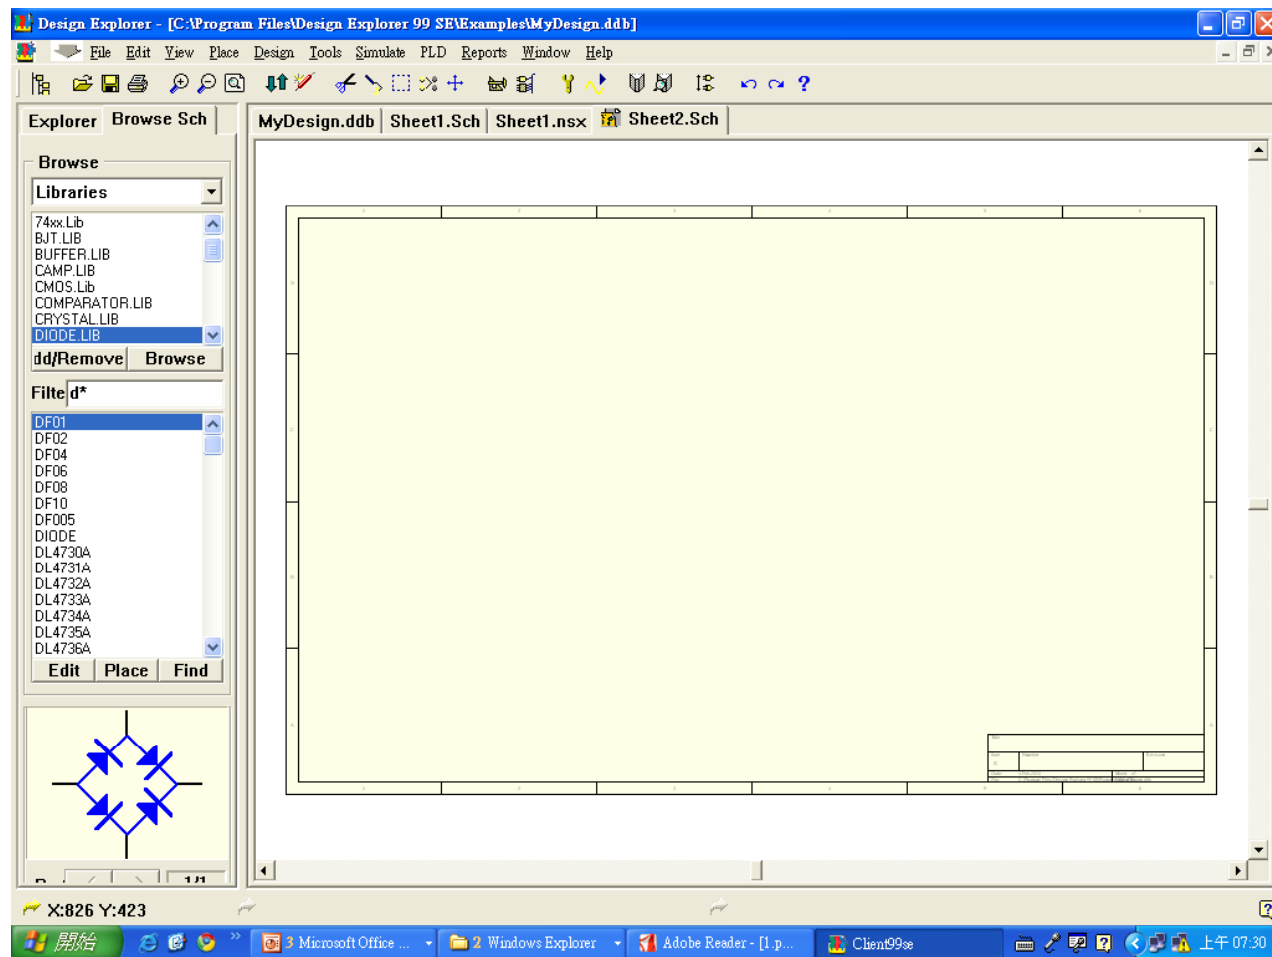 Design Explorer - [C:\Program Files\Design Explorer 99 SE\Examples\MyDesign.ddb]
File Edit View Place Design Tools Simulate PLD Reports Window Help
Explorer Browse Sch
MyDesign.ddb Sheet1.Sch Sheet1.nsx Sheet2.Sch
Browse
Libraries
74xx.Lib
BJT.LIB
BUFFER.LIB
CAMP.LIB
CMOS.Lib
COMPARATOR.LIB
CRYSTAL.LIB
DIODE.LIB
dd/Remove Browse
Filte d*
DF01
DF02
DF04
DF06
DF08
DF10
DF005
DIODE
DL4730A
DL4731A
DL4732A
DL4733A
DL4734A
DL4735A
DL4736A
Edit Place Find
1/1
X:826 Y:423
開始 3 Microsoft Office ... 2 Windows Explorer Adobe Reader - [1.p... Client99se 上午 07:30